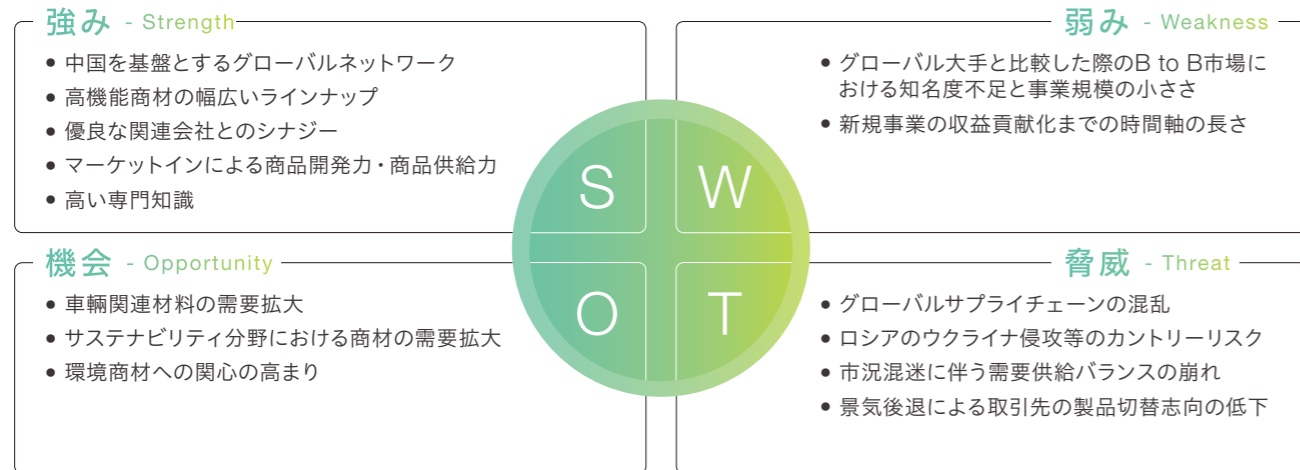 強み - Strength
• 中国を基盤とするグローバルネットワーク
• 高機能商材の幅広いラインナップ
• 優良な関連会社とのシナジー
• マーケットインによる商品開発力・商品供給力
• 高い専門知識
弱み - Weakness
• グローバル大手と比較した際のB to B市場に
おける知名度不足と事業規模の小ささ
• 新規事業の収益貢献化までの時間軸の長さ
S W
O T
機会 - Opportunity
• 車輛関連材料の需要拡大
• サステナビリティ分野における商材の需要拡大
• 環境商材への関心の高まり
脅威 - Threat
• グローバルサプライチェーンの混乱
• ロシアのウクライナ侵攻等のカントリーリスク
• 市況混迷に伴う需要供給バランスの崩れ
• 景気後退による取引先の製品切替志向の低下